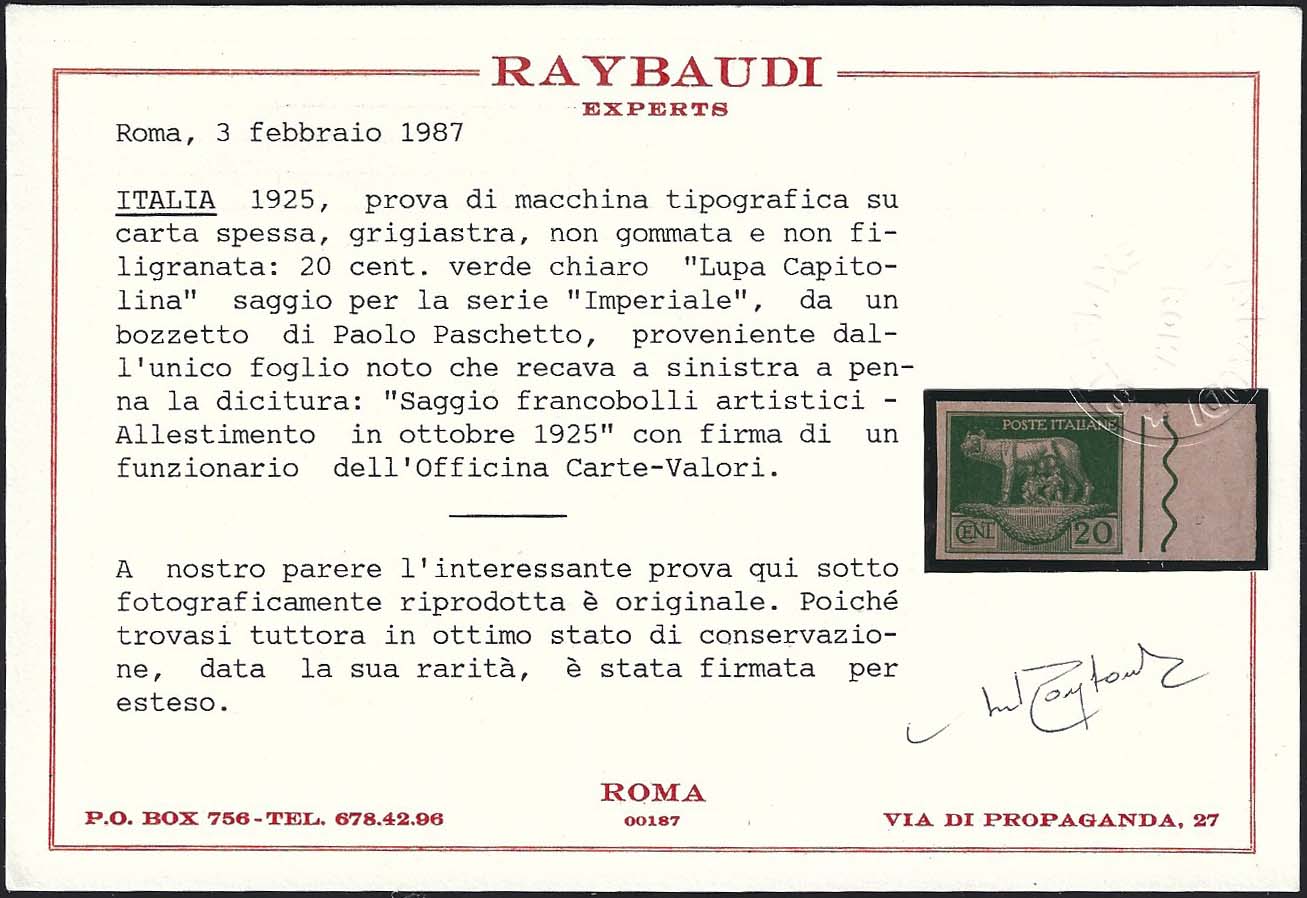 RAYBAUDI
EXPERTS
Roma, 3 febbraio 1987
ITALIA 1925, prova di macchina tipografica su
carta spessa, grigiastra, non gommata e non fi-
ligranata: 20 cent. verde chiaro "Lupa Capito-
lina" saggio per la serie "Imperiale", da un
bozzetto di Paolo Paschetto, proveniente dal-
l'unico foglio noto che recava a sinistra a pen-
na la dicitura: "Saggio francobolli artistici -
Allestimento in ottobre 1925" con firma di un
funzionario dell'Officina Carte-Valori.
POSTE ITALIANE
CENT. 20
A nostro parere l'interessante prova qui sotto
fotograficamente riprodotta è originale. Poiché
trovasi tuttora in ottimo stato di conservazio-
ne, data la sua rarità, è stata firmata per
esteso.
ROMA
00187
P.O. BOX 756-TEL. 678.42.96
VIA DI PROPAGANDA, 27